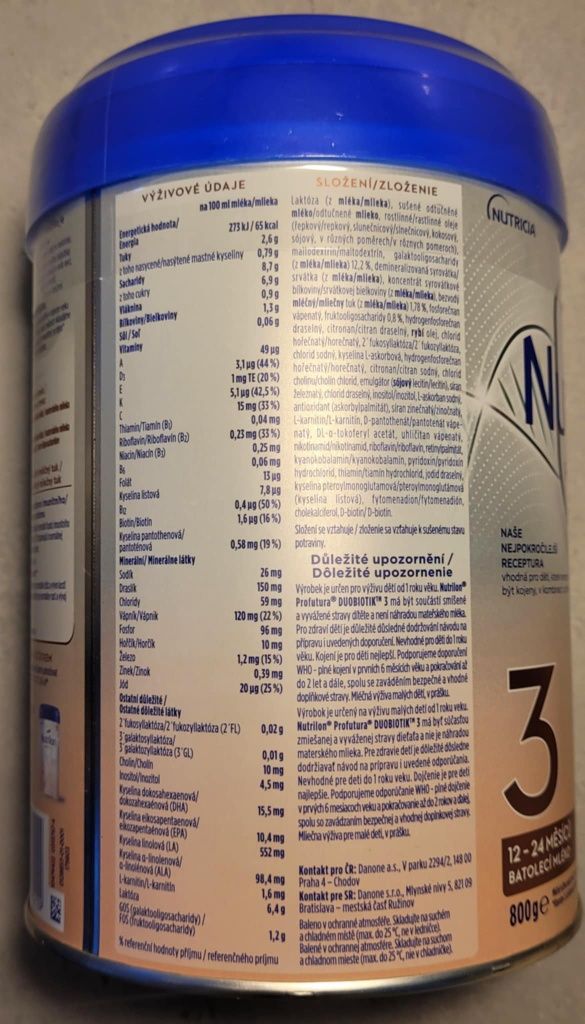 VÝŽIVOVÉ ÚDAJE
na 100 ml mléka/mlieka
Energetická hodnota/
Energia 273 kJ / 65 kcal
Tuky 2,6 g
z toho nasycené/nasýtené mastné kyseliny 0,79 g
Sacharidy 8,7 g
z toho cukry 6,9 g
Vláknina 0,9 g
Bílkoviny/Bielkoviny 1,3 g
Sůl / Soľ 0,06 g
Vitaminy
A 49 µg
D₃ 3,1 µg (44 %)
E 1 mg TE (20 %)
K 5,1 µg (42,5 %)
C 15 mg (33 %)
Thiamin/Tiamín (B₁) 0,04 mg
Riboflavin/Riboflavín (B₂) 0,23 mg (33 %)
Niacin/Niacín (B₃) 0,25 mg
B₆ 0,06 mg
Folát 13 µg
Kyselina listová 7,8 µg
B₁₂ 0,4 µg (50 %)
Biotin/Biotín 1,6 µg (16 %)
Kyselina pantothenová/
pantoténová 0,58 mg (19 %)
Minerální/ Minerálne látky
Sodík 26 mg
Draslík 150 mg
Chloridy 59 mg
Vápník/Vápnik 120 mg (22 %)
Fosfor 96 mg
Hořčík/Horčík 10 mg
Železo 1,2 mg (15 %)
Zinek/Zinok 0,39 mg
Jód 20 µg (25 %)
Ostatní důležité /
Ostatné dôležité látky
2´fukosyllaktóza/2´fukozyllaktóza (2´FL) 0,02 g
3´galaktosyllaktóza/
3´galaktozyllaktóza (3´GL) 0,01 g
Cholin/Cholín 10 mg
Inositol/Inozitol 4,5 mg
Kyselina dokosahexaenová/
dokozahexaénová (DHA) 15,5 mg
Kyselina eikosapentaenová/
eikozapentaénová (EPA) 10,4 mg
Kyselina linolová (LA) 552 mg
Kyselina α-linolenová/
α-linolénová (ALA) 98,4 mg
L-karnitin/L-karnitín 1,6 mg
Laktóza 6,4 g
GOS (galaktooligosacharidy) /
FOS (fruktooligosacharidy) 1,2 g
% referenční hodnoty příjmu / referenčného príjmu
SLOŽENÍ/ZLOŽENIE
Laktóza (z mléka/mlieka), sušené odtučněné
mléko/odtučnené mlieko, rostlinné/rastlinné oleje
(řepkový/repkový, slunečnicový/slnečnicový, kokosový,
sójový, v různých poměrech/v rôznych pomeroch),
maltodextrin/maltodextrín, galaktooligosacharidy
(z mléka/mlieka) 12,2 %, demineralizovaná syrovátka/
srvátka (z mléka/mlieka), koncentrát syrovátkové
bílkoviny/srvátkovej bielkoviny (z mléka/mlieka), bezvodý
mléčný/mliečny tuk (z mléka/mlieka) 1,78 %, fosforečnan
vápenatý, fruktooligosacharidy 0,8 %, hydrogenfosforečnan
draselný, citronan/citran draselný, rybí olej, chlorid
hořečnatý/horečnatý, 2´fukosyllaktóza/2´fukozyllaktóza,
chlorid sodný, kyselina L-askorbová, hydrogenfosforečnan
hořečnatý/horečnatý, citronan/citran sodný, chlorid
cholinu/cholín chlorid, emulgátor (sójový lecitin/lecitín), síran
železnatý, chlorid draselný, inositol/inozitol, L-askorban sodný,
antioxidant (askorbylpalmitát), síran zinečnatý/zinočnatý,
L-karnitin/L-karnitín, D-pantothenát/pantotenát vápe-
natý, DL-α-tokoferyl acetát, uhličitan vápenatý,
nikotinamid/nikotínamid, riboflavin/riboflavín, retinylpalmitát,
kyanokobalamin/kyanokobalamín, pyridoxin/pyridoxín
hydrochlorid, thiamin/tiamín hydrochlorid, jodid draselný,
kyselina pteroylmonoglutamová/pteroylmonoglutámová
(kyselina listová), fytomenadion/fytomenadión,
cholekalciferol, D-biotin/D-biotín.
Složení se vztahuje / zloženie sa vzťahuje k sušenému stavu
potraviny.
Důležité upozornění /
Dôležité upozornenie
Výrobek je určen pro výživu dětí od 1 roku věku. Nutrilon®
Profutura® DUOBIOTIK™ 3 má být součástí smíšené
a vyvážené stravy dítěte a není náhradou mateřského mléka.
Pro zdraví dětí je důležité důsledné dodržování návodu na
přípravu i uvedených doporučení. Nevhodné pro děti do 1 roku
věku. Kojení je pro děti nejlepší. Podporujeme doporučení
WHO - plné kojení v prvních 6 měsících věku a pokračování až
do 2 let a dále, spolu se zaváděním bezpečné a vhodné
doplňkové stravy. Mléčná výživa malých dětí, v prášku.
Výrobok je určený na výživu malých detí od 1 roku veku.
Nutrilon® Profutura® DUOBIOTIK™ 3 má byť súčasťou
zmiešanej a vyváženej stravy dieťaťa a nie je náhradou
materského mlieka. Pre zdravie detí je dôležité dôsledne
dodržiavať návod na prípravu i uvedené odporúčania.
Nevhodné pre deti do 1 roku veku. Dojčenie je pre deti
najlepšie. Podporujeme odporúčanie WHO - plné dojčenie
v prvých 6 mesiacoch veku a pokračovanie až do 2 rokov a ďalej,
spolu so zavádzaním bezpečnej a vhodnej doplnkovej stravy.
Mliečna výživa pre malé deti, v prášku.
Kontakt pro ČR: Danone a.s., V parku 2294/2, 148 00
Praha 4 – Chodov
Kontakt pre SR: Danone s.r.o., Mlynské nivy 5, 821 09
Bratislava – mestská časť Ružinov
Baleno v ochranné atmosféře. Skladujte na suchém
a chladném místě (max. do 25 °C, ne v ledničce).
Balené v ochrannej atmosfére. Skladujte na suchom
a chladnom mieste (max. do 25 °C, nie v chladničke).
NUTRICIA
NAŠE
NEJPOKROČILEJŠÍ
RECEPTURA
vhodná pro děti, které
být kojeny, v kombinaci
3
12 - 24 MĚSÍCŮ
BATOLECÍ MLÉKO
800g e